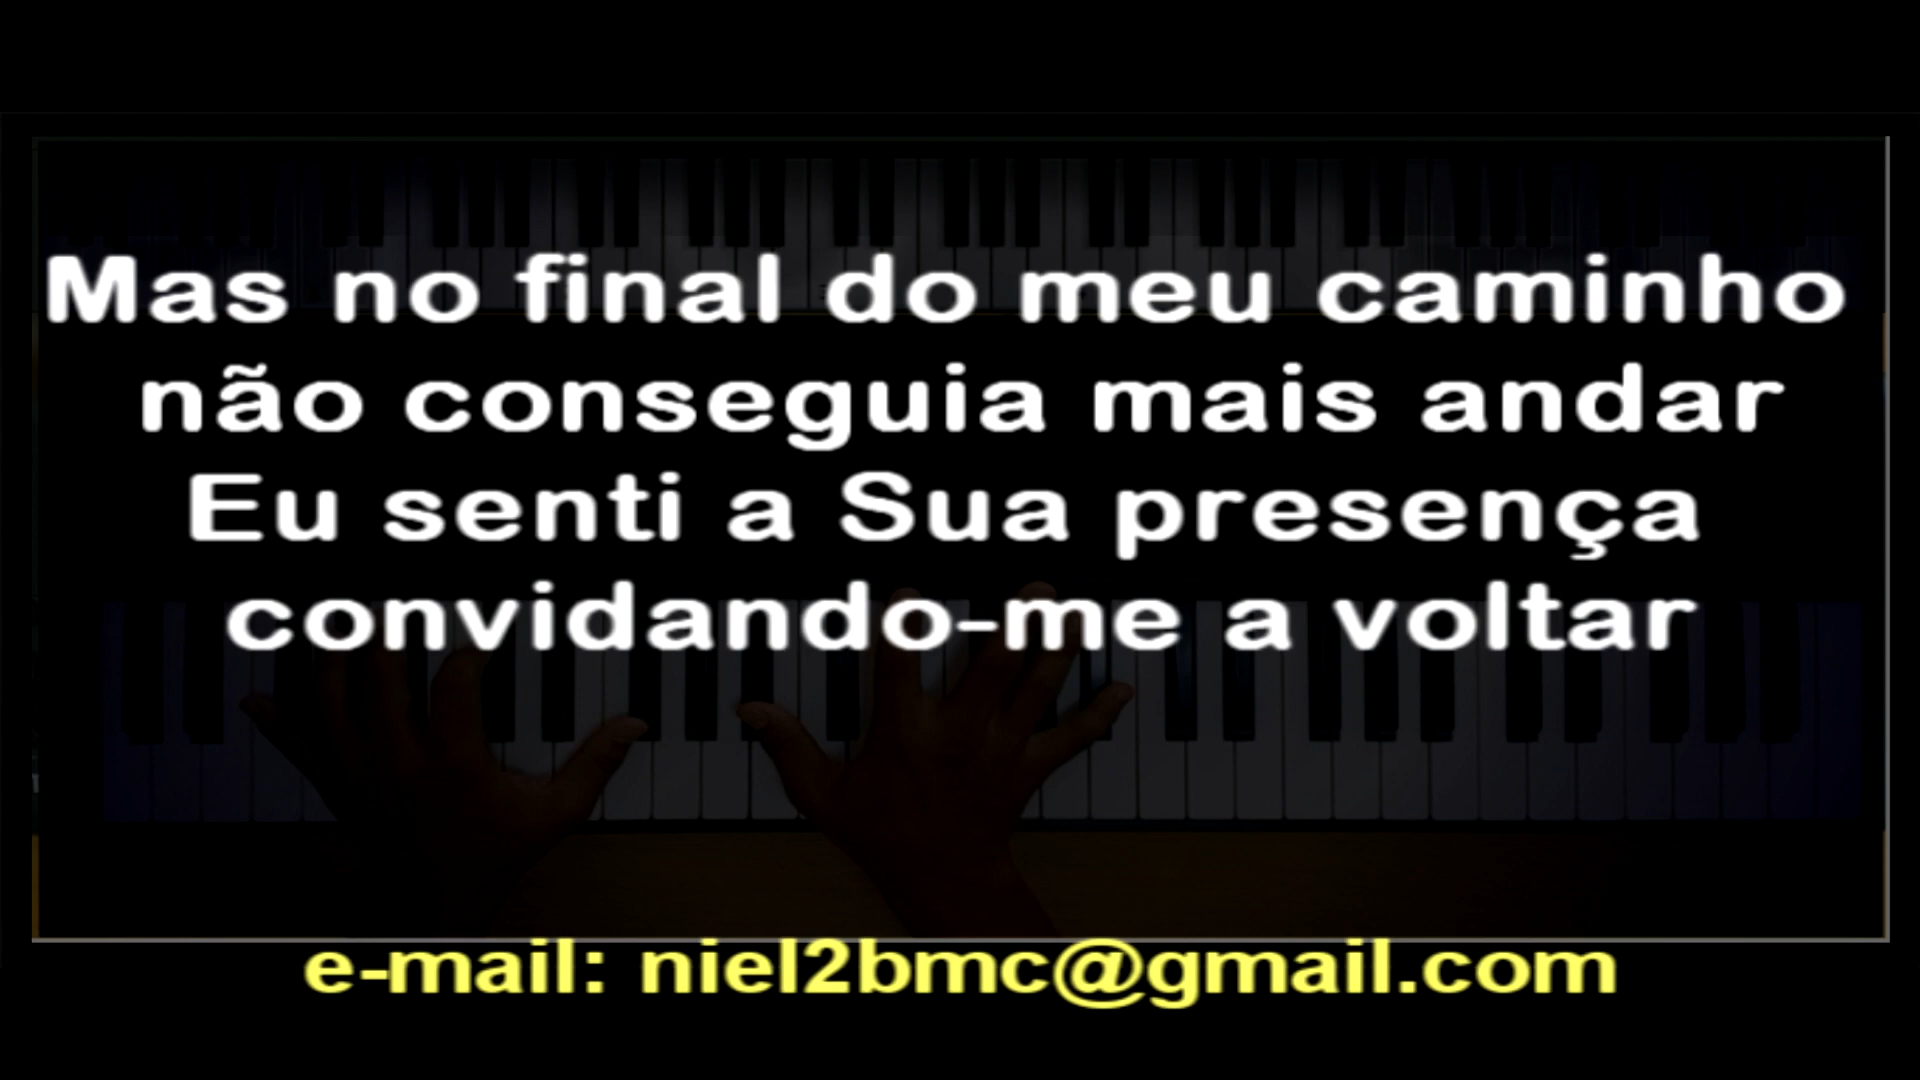 Mas no final do meu caminho
não conseguia mais andar
Eu senti a Sua presença
convidando-me a voltar
e-mail: niel2bmc@gmail.com